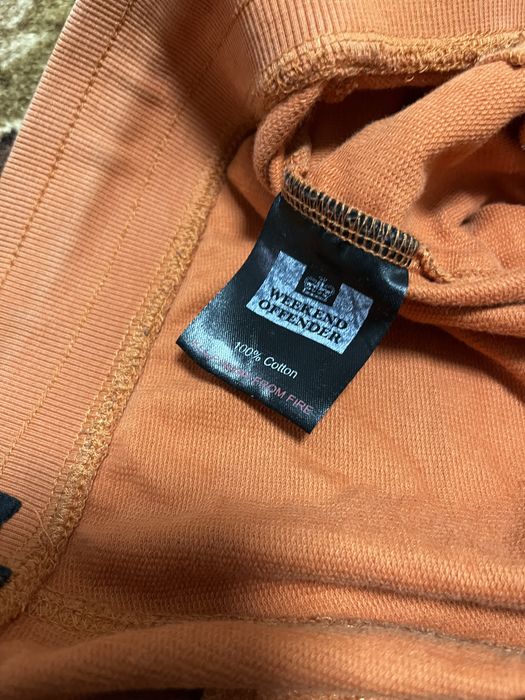 WEEKEND
OFFENDER
100% Cotton
FROM FIRE